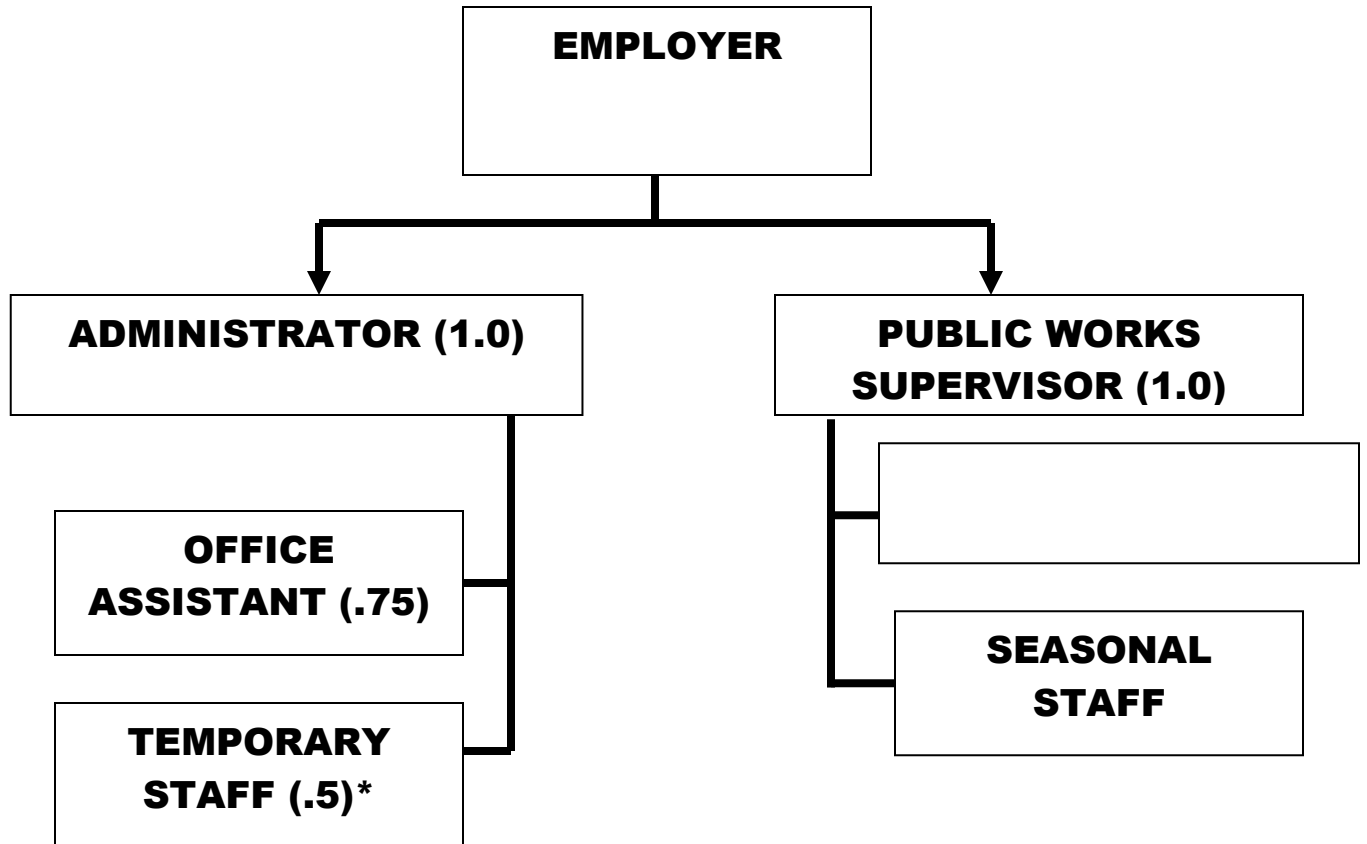 EMPLOYER
ADMINISTRATOR (1.0)
PUBLIC WORKS
SUPERVISOR (1.0)
OFFICE
ASSISTANT (.75)
SEASONAL
STAFF
TEMPORARY
STAFF (.5)*